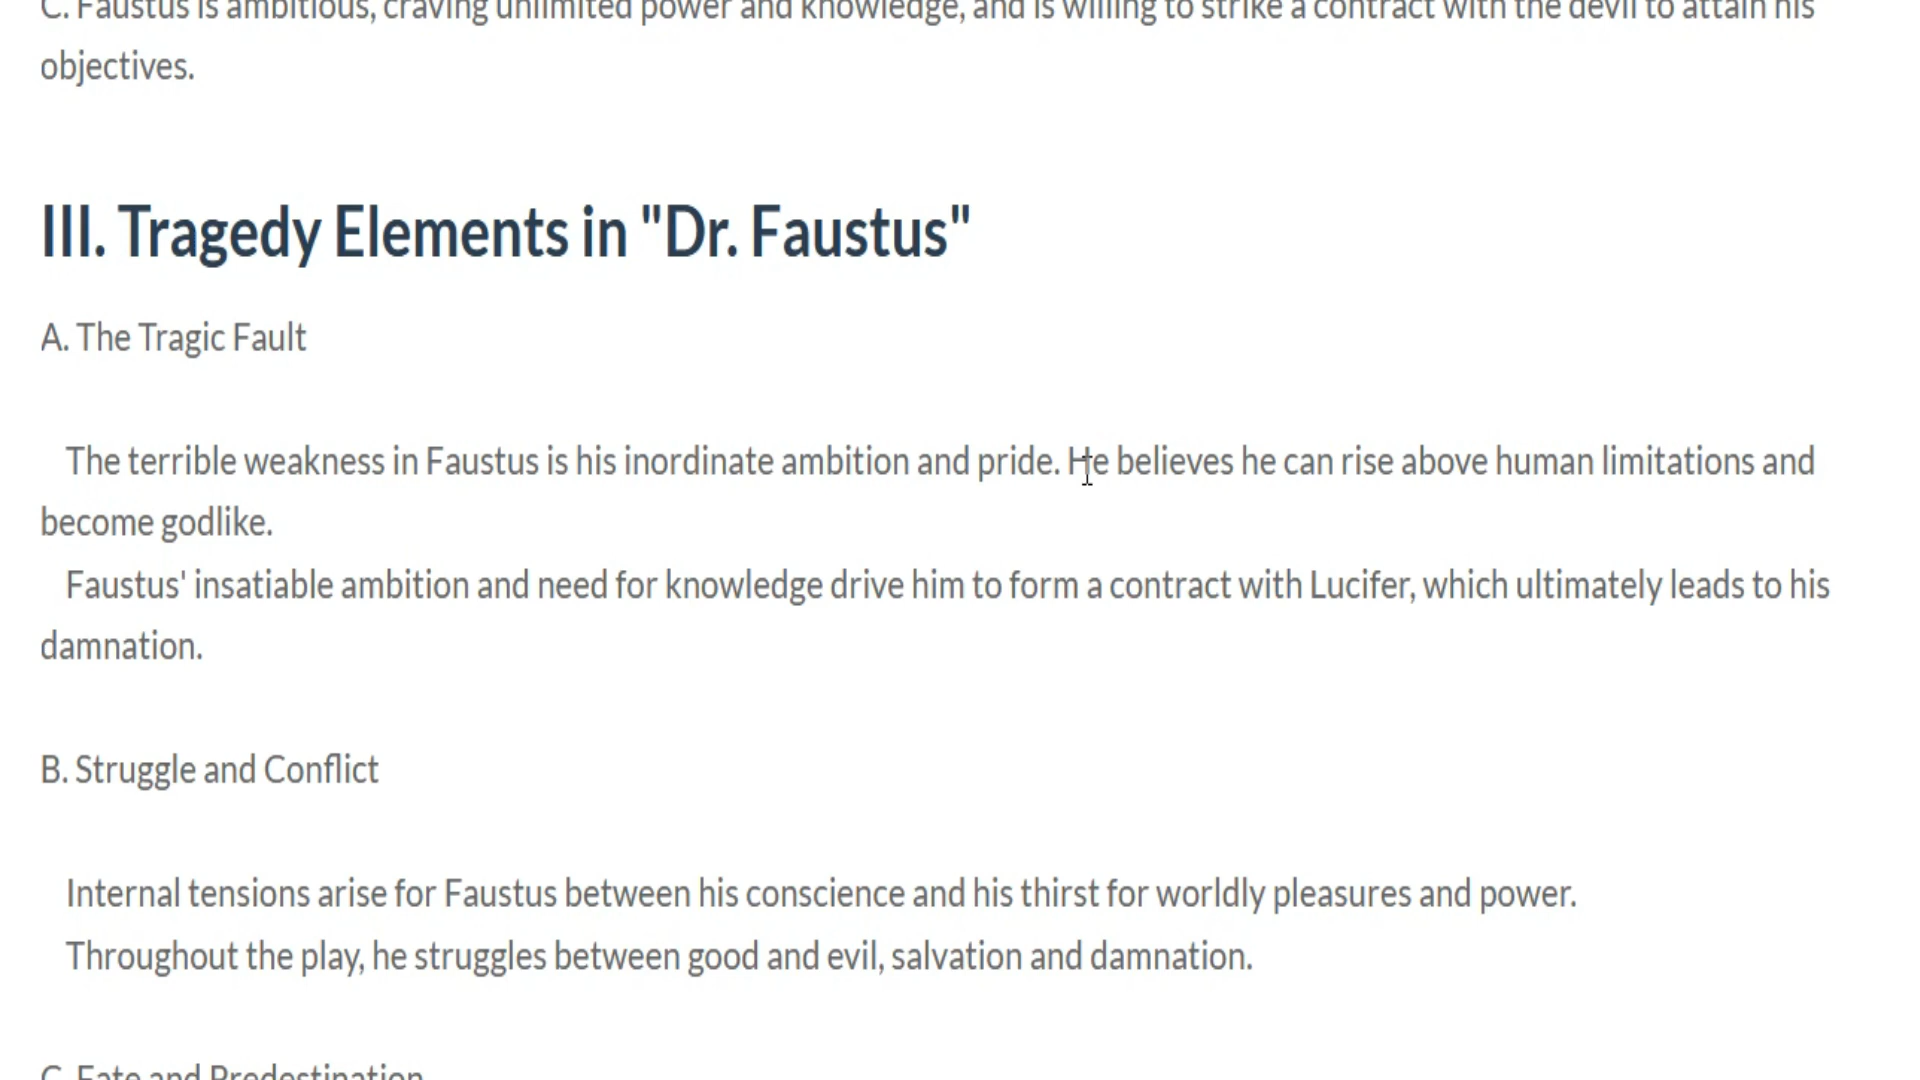 C. Faustus is ambitious, craving unlimited power and knowledge, and is willing to strike a contract with the devil to attain his
objectives.
III. Tragedy Elements in "Dr. Faustus"
A. The Tragic Fault
The terrible weakness in Faustus is his inordinate ambition and pride. He believes he can rise above human limitations and
become godlike.
Faustus' insatiable ambition and need for knowledge drive him to form a contract with Lucifer, which ultimately leads to his
damnation.
B. Struggle and Conflict
Internal tensions arise for Faustus between his conscience and his thirst for worldly pleasures and power.
Throughout the play, he struggles between good and evil, salvation and damnation.
C. Fate and Predestination